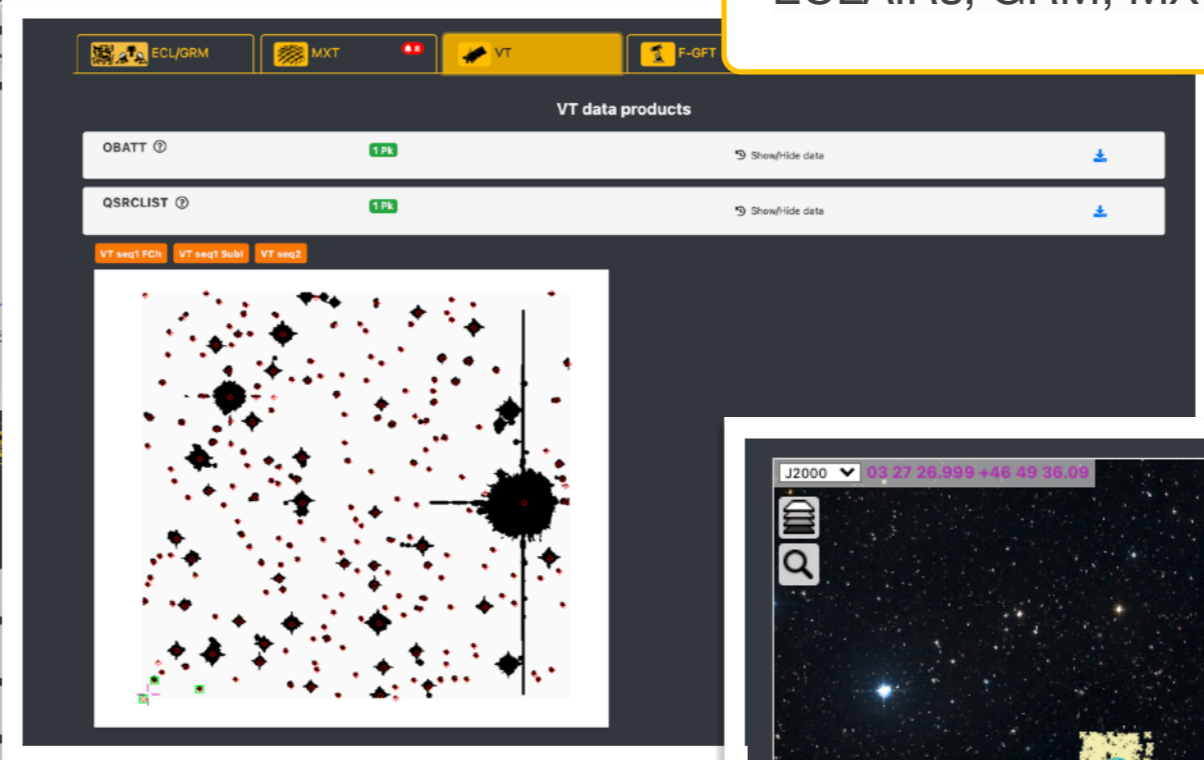 ECL/GRM
MXT
8
VT
F-GFT
VT data products
OBATT ?
1 Pk
Show/Hide data
QSRCLIST ?
1 Pk
Show/Hide data
VT seq1 FCh
VT seq1 Subl
VT seq2
J2000
03 27 26.999 +46 49 36.09